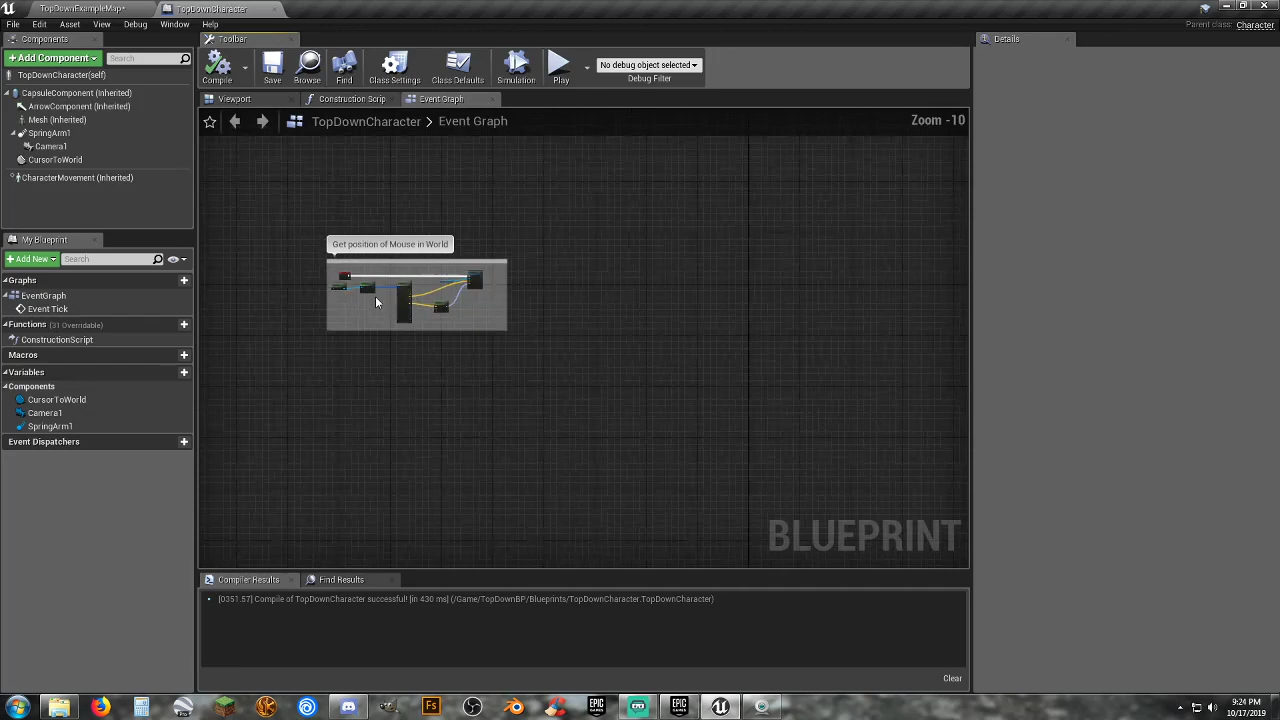 TopDownExampleMap*
TopDownCharacter
File
Edit
Asset
View
Debug
Window
Help
Parent class: Character
Components
Toolbar
Details
+Add Component
Search
TopDownCharacter(self)
CapsuleComponent (Inherited)
ArrowComponent (Inherited)
Mesh (Inherited)
SpringArm1
Camera1
CursorToWorld
CharacterMovement (Inherited)
Compile
Save
Browse
Find
Class Settings
Class Defaults
Simulation
Play
No debug object selected
Debug Filter
Viewport
Construction Scrip
Event Graph
TopDownCharacter > Event Graph
Zoom -10
My Blueprint
+Add New
Search
Graphs
EventGraph
Event Tick
Functions (31 Overridable)
ConstructionScript
Macros
Variables
Components
CursorToWorld
Camera1
SpringArm1
Event Dispatchers
Get position of Mouse in World
BLUEPRINT
Compiler Results
Find Results
[0351.57] Compile of TopDownCharacter successful! [in 430 ms] (/Game/TopDownBP/Blueprints/TopDownCharacter.TopDownCharacter)
Clear
Fs
EPIC
GAMES
EPIC
GAMES
9:24 PM
10/17/2019